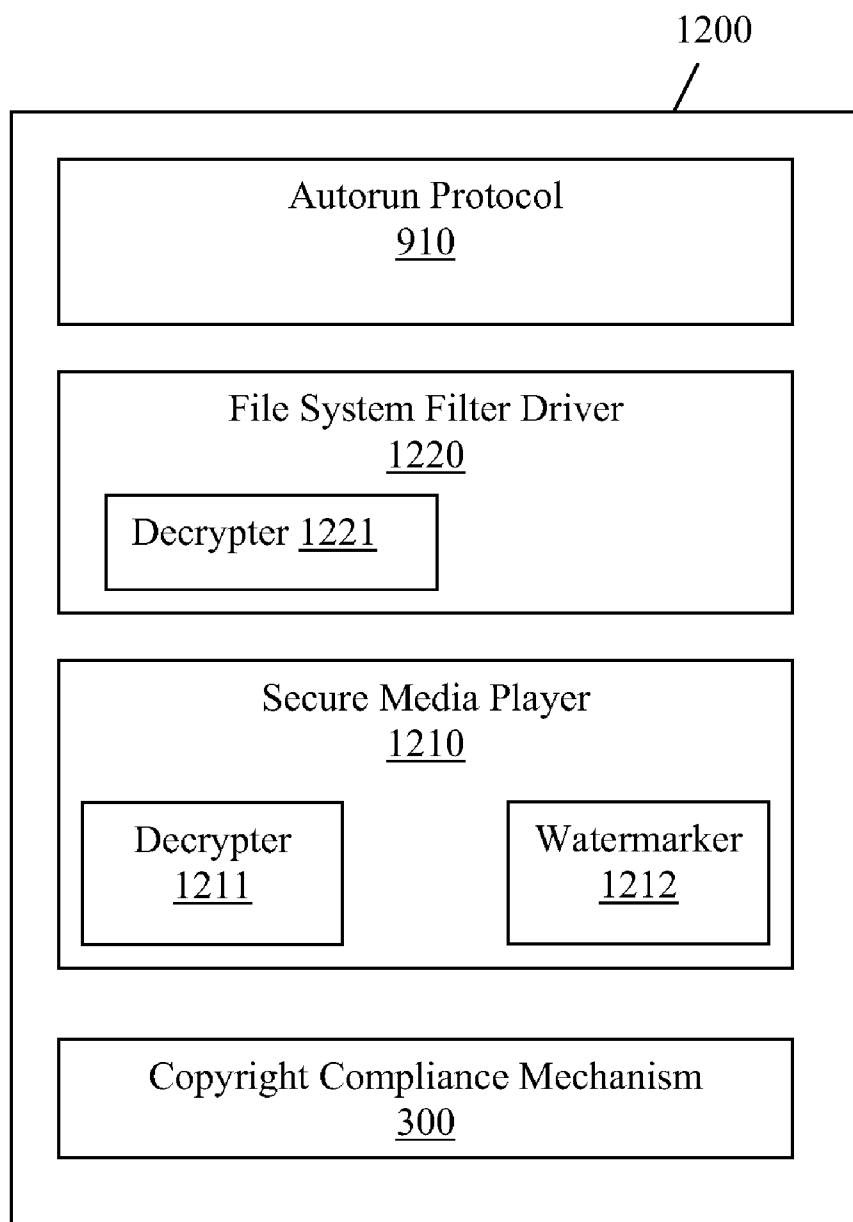 1200
Autorun Protocol
910
File System Filter Driver
1220
Decrypter 1221
Secure Media Player
1210
Decrypter
1211
Watermarker
1212
Copyright Compliance Mechanism
300